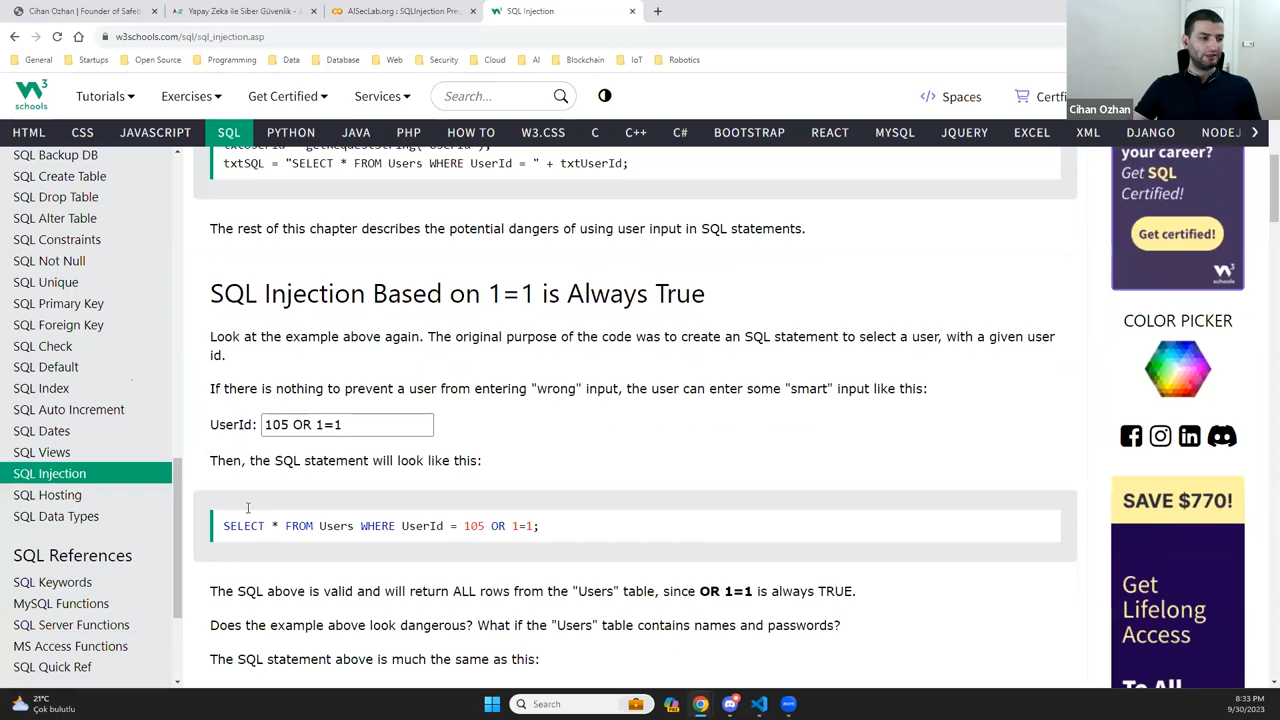 Cihan Ozhan | Founder of Safeb
Yapay Zeka ile Siber Güvenlik - A
AISecLab.org : SQLInjection Pred
SQL Injection
w3schools.com/sql/sql_injection.asp
General Startups Open Source Programming Data Database Web Security Cloud AI Blockchain IoT Robotics
W3 schools
Tutorials Exercises Get Certified Services Search... Spaces Certifi
Cihan Ozhan
HTML CSS JAVASCRIPT SQL PYTHON JAVA PHP HOW TO W3.CSS C C++ C# BOOTSTRAP REACT MYSQL JQUERY EXCEL XML DJANGO NODEJ
SQL Backup DB
SQL Create Table
SQL Drop Table
SQL Alter Table
SQL Constraints
SQL Not Null
SQL Unique
SQL Primary Key
SQL Foreign Key
SQL Check
SQL Default
SQL Index
SQL Auto Increment
SQL Dates
SQL Views
SQL Injection
SQL Hosting
SQL Data Types
SQL References
SQL Keywords
MySQL Functions
SQL Server Functions
MS Access Functions
SQL Quick Ref
txtSQL = "SELECT * FROM Users WHERE UserId = " + txtUserId;
The rest of this chapter describes the potential dangers of using user input in SQL statements.
SQL Injection Based on 1=1 is Always True
Look at the example above again. The original purpose of the code was to create an SQL statement to select a user, with a given user
id.
If there is nothing to prevent a user from entering "wrong" input, the user can enter some "smart" input like this:
UserId: 105 OR 1=1
Then, the SQL statement will look like this:
SELECT * FROM Users WHERE UserId = 105 OR 1=1;
The SQL above is valid and will return ALL rows from the "Users" table, since OR 1=1 is always TRUE.
Does the example above look dangerous? What if the "Users" table contains names and passwords?
The SQL statement above is much the same as this:
your career?
Get SQL
Certified!
Get certified!
W3 schools
COLOR PICKER
SAVE $770!
Get
Lifelong
Access
To All
21°C
Çok bulutlu
Search
8:33 PM
9/30/2023